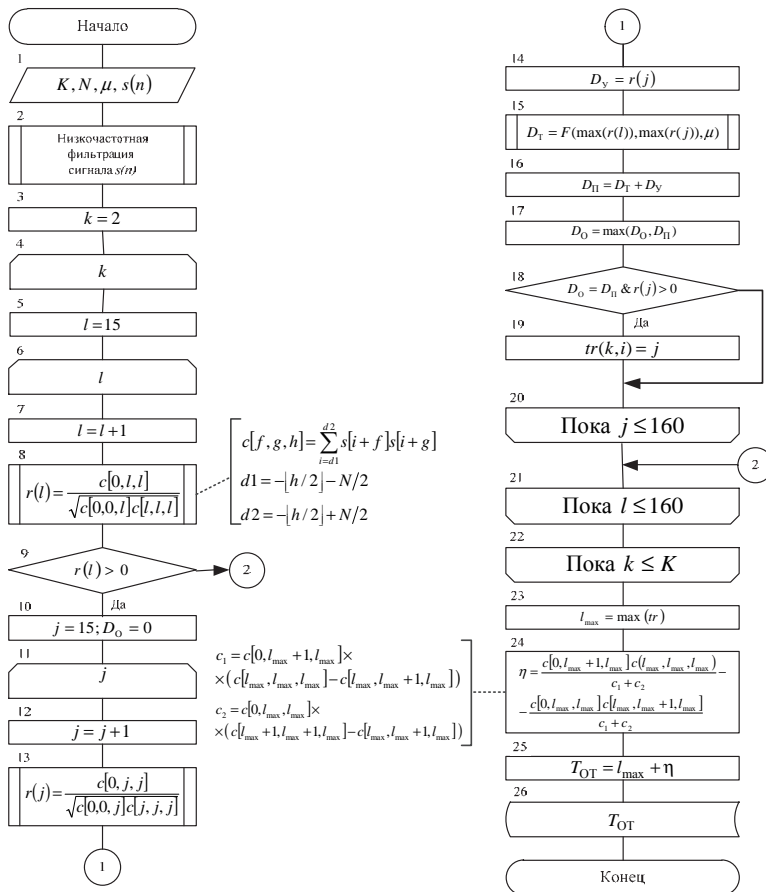 Начало
1
K, N, μ, s(n)
2
Низкочастотная
фильтрация
сигнала s(n)
3
k = 2
4
k
5
l = 15
6
l
7
l = l + 1
8
r(l) = c[0, l, l] / √(c[0,0, l]c[l, l, l])
c[f, g, h] = ∑_{i=d1}^{d2} s[i + f]s[i + g]
d1 = −⌊h/2⌋ − N/2
d2 = −⌊h/2⌋ + N/2
9
r(l) > 0
2
Да
10
j = 15; D_O = 0
11
j
12
j = j + 1
13
r(j) = c[0, j, j] / √(c[0,0, j]c[j, j, j])
1
1
14
D_У = r(j)
15
D_T = F(max(r(l)), max(r(j)), μ)
16
D_П = D_T + D_У
17
D_O = max(D_O, D_П)
18
D_O = D_П & r(j) > 0
Да
19
tr(k, i) = j
20
Пока j ≤ 160
2
21
Пока l ≤ 160
22
Пока k ≤ K
23
l_max = max (tr)
24
η = c[0, l_max + 1, l_max]c(l_max, l_max, l_max) / (c_1 + c_2) −
− c[0, l_max, l_max]c[l_max, l_max + 1, l_max] / (c_1 + c_2)
c_1 = c[0, l_max + 1, l_max]×
×(c[l_max, l_max, l_max] − c[l_max, l_max + 1, l_max])
c_2 = c[0, l_max, l_max]×
×(c[l_max + 1, l_max + 1, l_max] − c[l_max, l_max + 1, l_max])
25
T_OT = l_max + η
26
T_OT
Конец